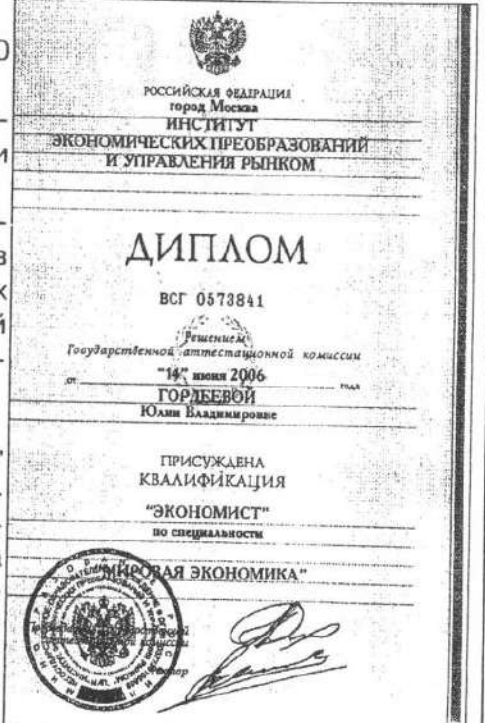 РОССИЙСКАЯ ФЕДЕРАЦИЯ
город Москва
ИНСТИТУТ
ЭКОНОМИЧЕСКИХ ПРЕОБРАЗОВАНИЙ
И УПРАВЛЕНИЯ РЫНКОМ
ДИПЛОМ
ВСГ 0573841
Решением
Государственной аттестационной комиссии
от "14" июня 2006 года
ГОРДЕЕВОЙ
Юлии Владимировне
ПРИСУЖДЕНА
КВАЛИФИКАЦИЯ
"ЭКОНОМИСТ"
по специальности
"МИРОВАЯ ЭКОНОМИКА"